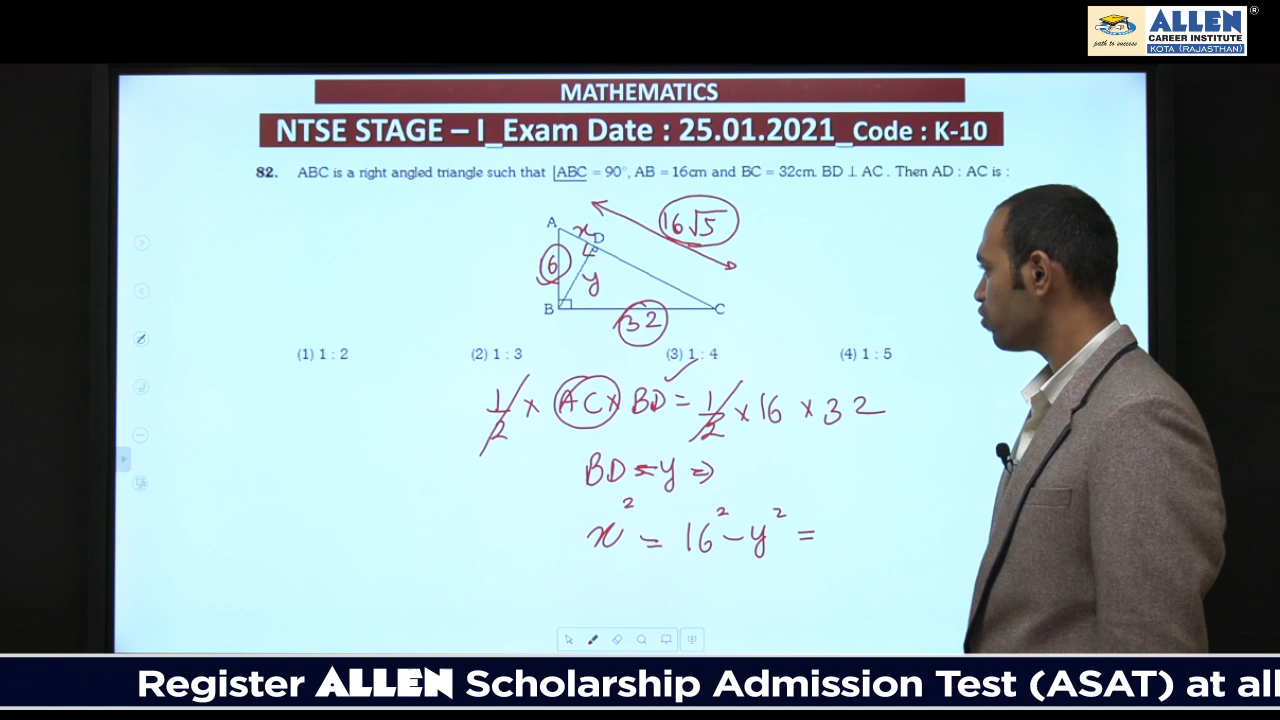 ALLEN
CAREER INSTITUTE
KOTA (RAJASTHAN)
path to success
®
MATHEMATICS
NTSE STAGE – I_Exam Date : 25.01.2021_Code : K-10
82. ABC is a right angled triangle such that ∠ABC = 90°, AB = 16cm and BC = 32cm. BD ⊥ AC . Then AD : AC is :
16√5
A x D
16 y
B C
32
(1) 1 : 2 (2) 1 : 3 (3) 1 : 4 (4) 1 : 5
1/2 × AC × BD = 1/2 × 16 × 32
BD = y ⇒
x² = 16² - y² =
Register ALLEN Scholarship Admission Test (ASAT) at all